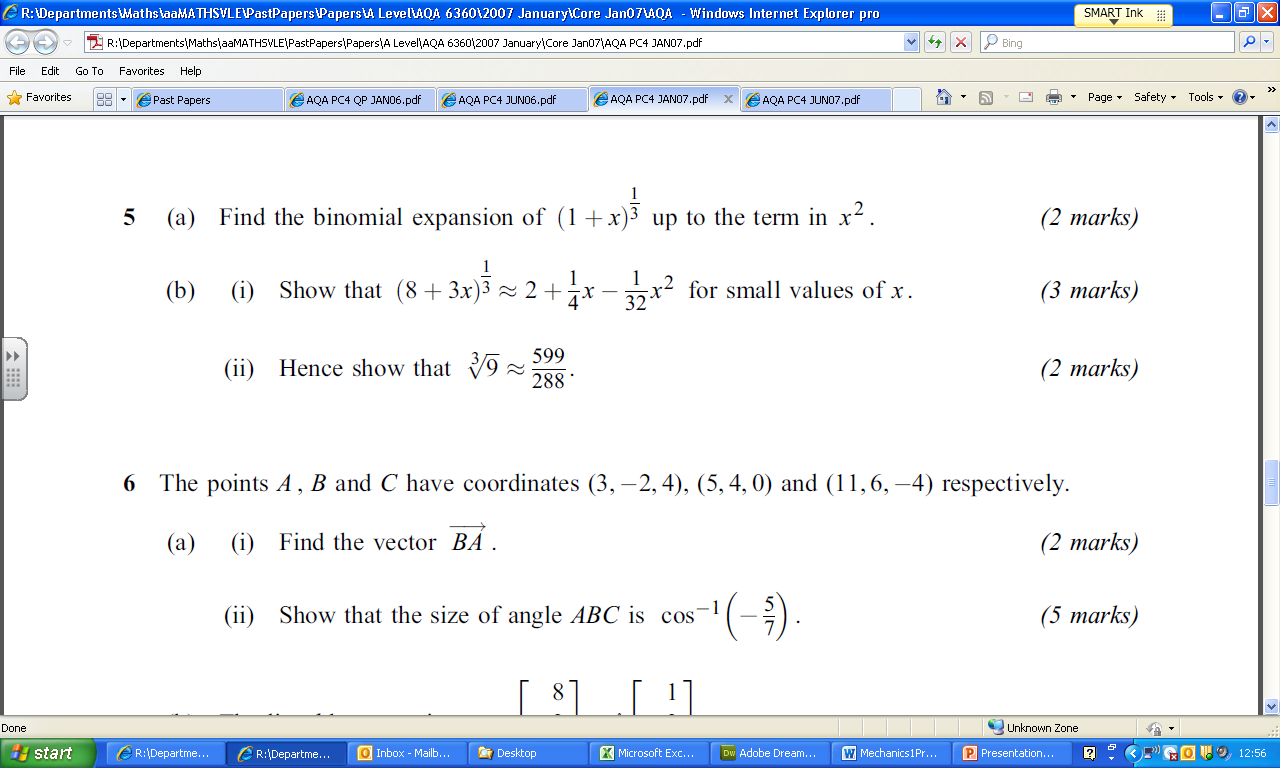 R:\Departments\Maths\aaMATHSVLE\PastPapers\Papers\A Level\AQA 6360\2007 January\Core Jan07\AQA - Windows Internet Explorer pro
SMART Ink
R:\Departments\Maths\aaMATHSVLE\PastPapers\Papers\A Level\AQA 6360\2007 January\Core Jan07\AQA PC4 JAN07.pdf
Bing
File Edit Go To Favorites Help
Favorites Past Papers AQA PC4 SP JAN06.pdf AQA PC4 JUN06.pdf AQA PC4 JAN07.pdf AQA PC4 JUN07.pdf Page Safety Tools
5 (a) Find the binomial expansion of (1 + x)^{1/3} up to the term in x². (2 marks)
(b) (i) Show that (8 + 3x)^{1/3} ≈ 2 + 1/4 x − 1/32 x² for small values of x. (3 marks)
(ii) Hence show that ∛9 ≈ 599/288. (2 marks)
6 The points A, B and C have coordinates (3, −2, 4), (5, 4, 0) and (11, 6, −4) respectively.
(a) (i) Find the vector \overrightarrow{BA}. (2 marks)
(ii) Show that the size of angle ABC is cos⁻¹(−5/7). (5 marks)
8 1
Done Unknown Zone
start R:\Departme... R:\Departme... Inbox - Mailb... Desktop Microsoft Exc... Adobe Dream... Mechanics1Pr... Presentation... 12:56